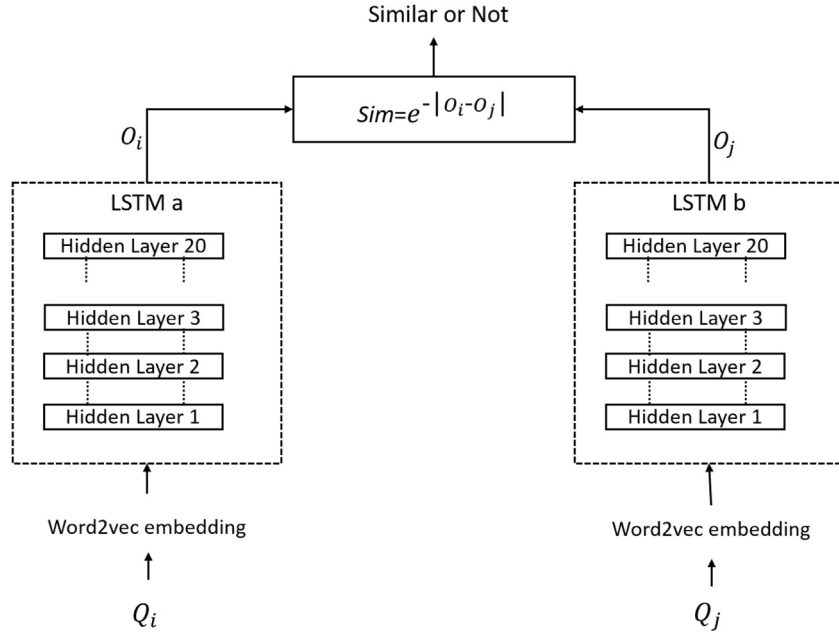 Similar or Not
Sim=e^-|O_i-O_j|
O_i
O_j
LSTM a
Hidden Layer 20
Hidden Layer 3
Hidden Layer 2
Hidden Layer 1
Word2vec embedding
Q_i
LSTM b
Hidden Layer 20
Hidden Layer 3
Hidden Layer 2
Hidden Layer 1
Word2vec embedding
Q_j